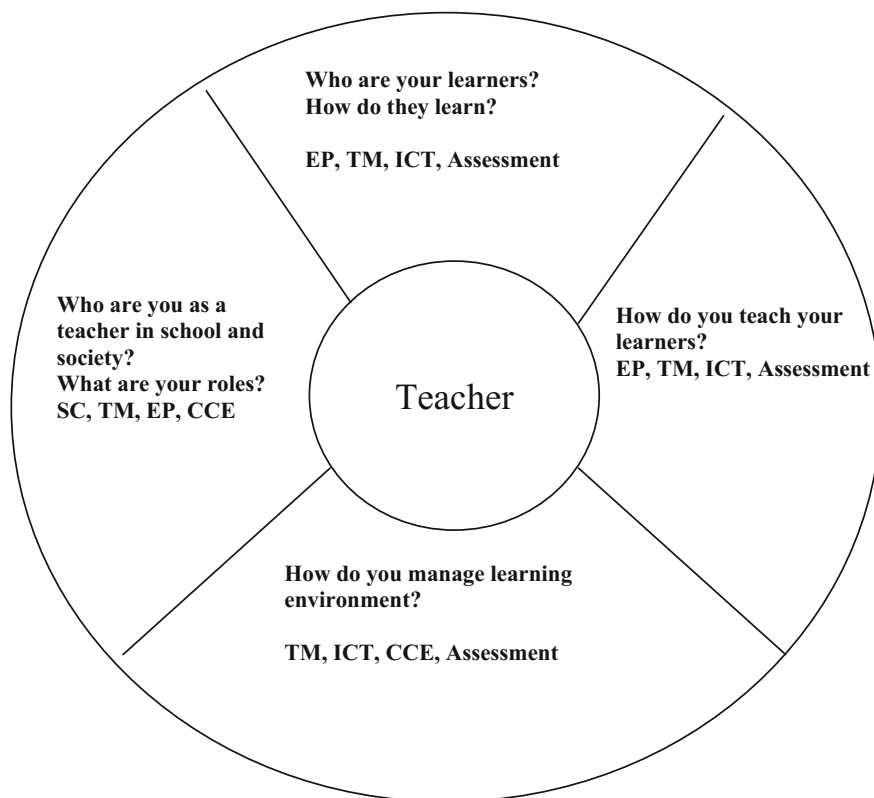 Who are your learners?
How do they learn?
EP, TM, ICT, Assessment
Who are you as a
teacher in school and
society?
What are your roles?
SC, TM, EP, CCE
Teacher
How do you teach your
learners?
EP, TM, ICT, Assessment
How do you manage learning
environment?
TM, ICT, CCE, Assessment